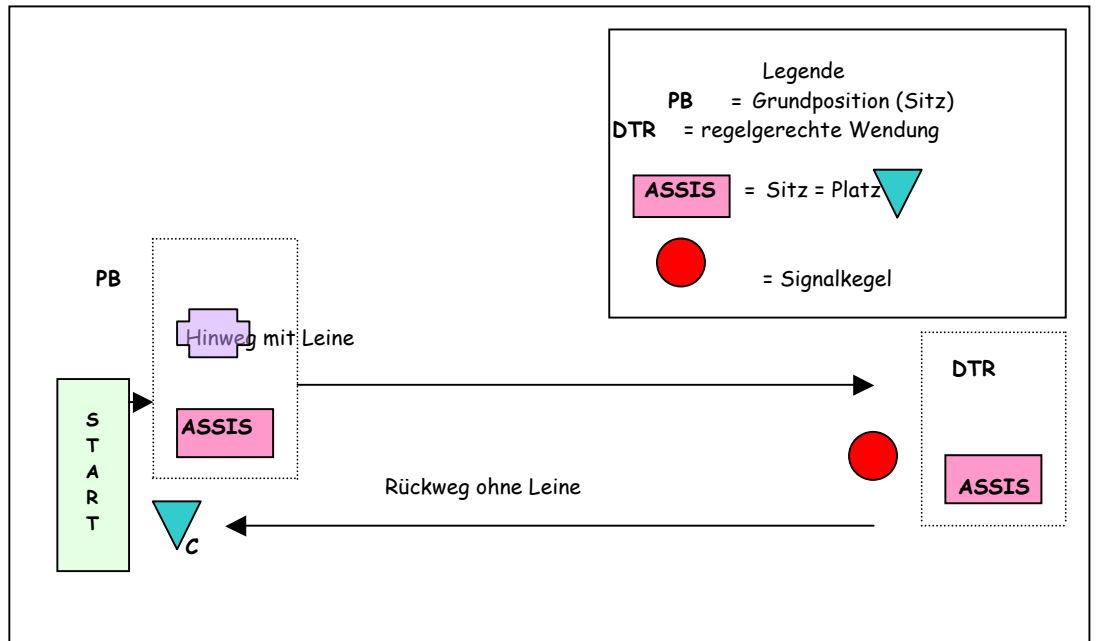 Legende
PB = Grundposition (Sitz)
DTR = regelgerechte Wendung
ASSIS = Sitz = Platz
= Signalkegel
PB
Hinweg mit Leine
DTR
START
ASSIS
Rückweg ohne Leine
ASSIS
C